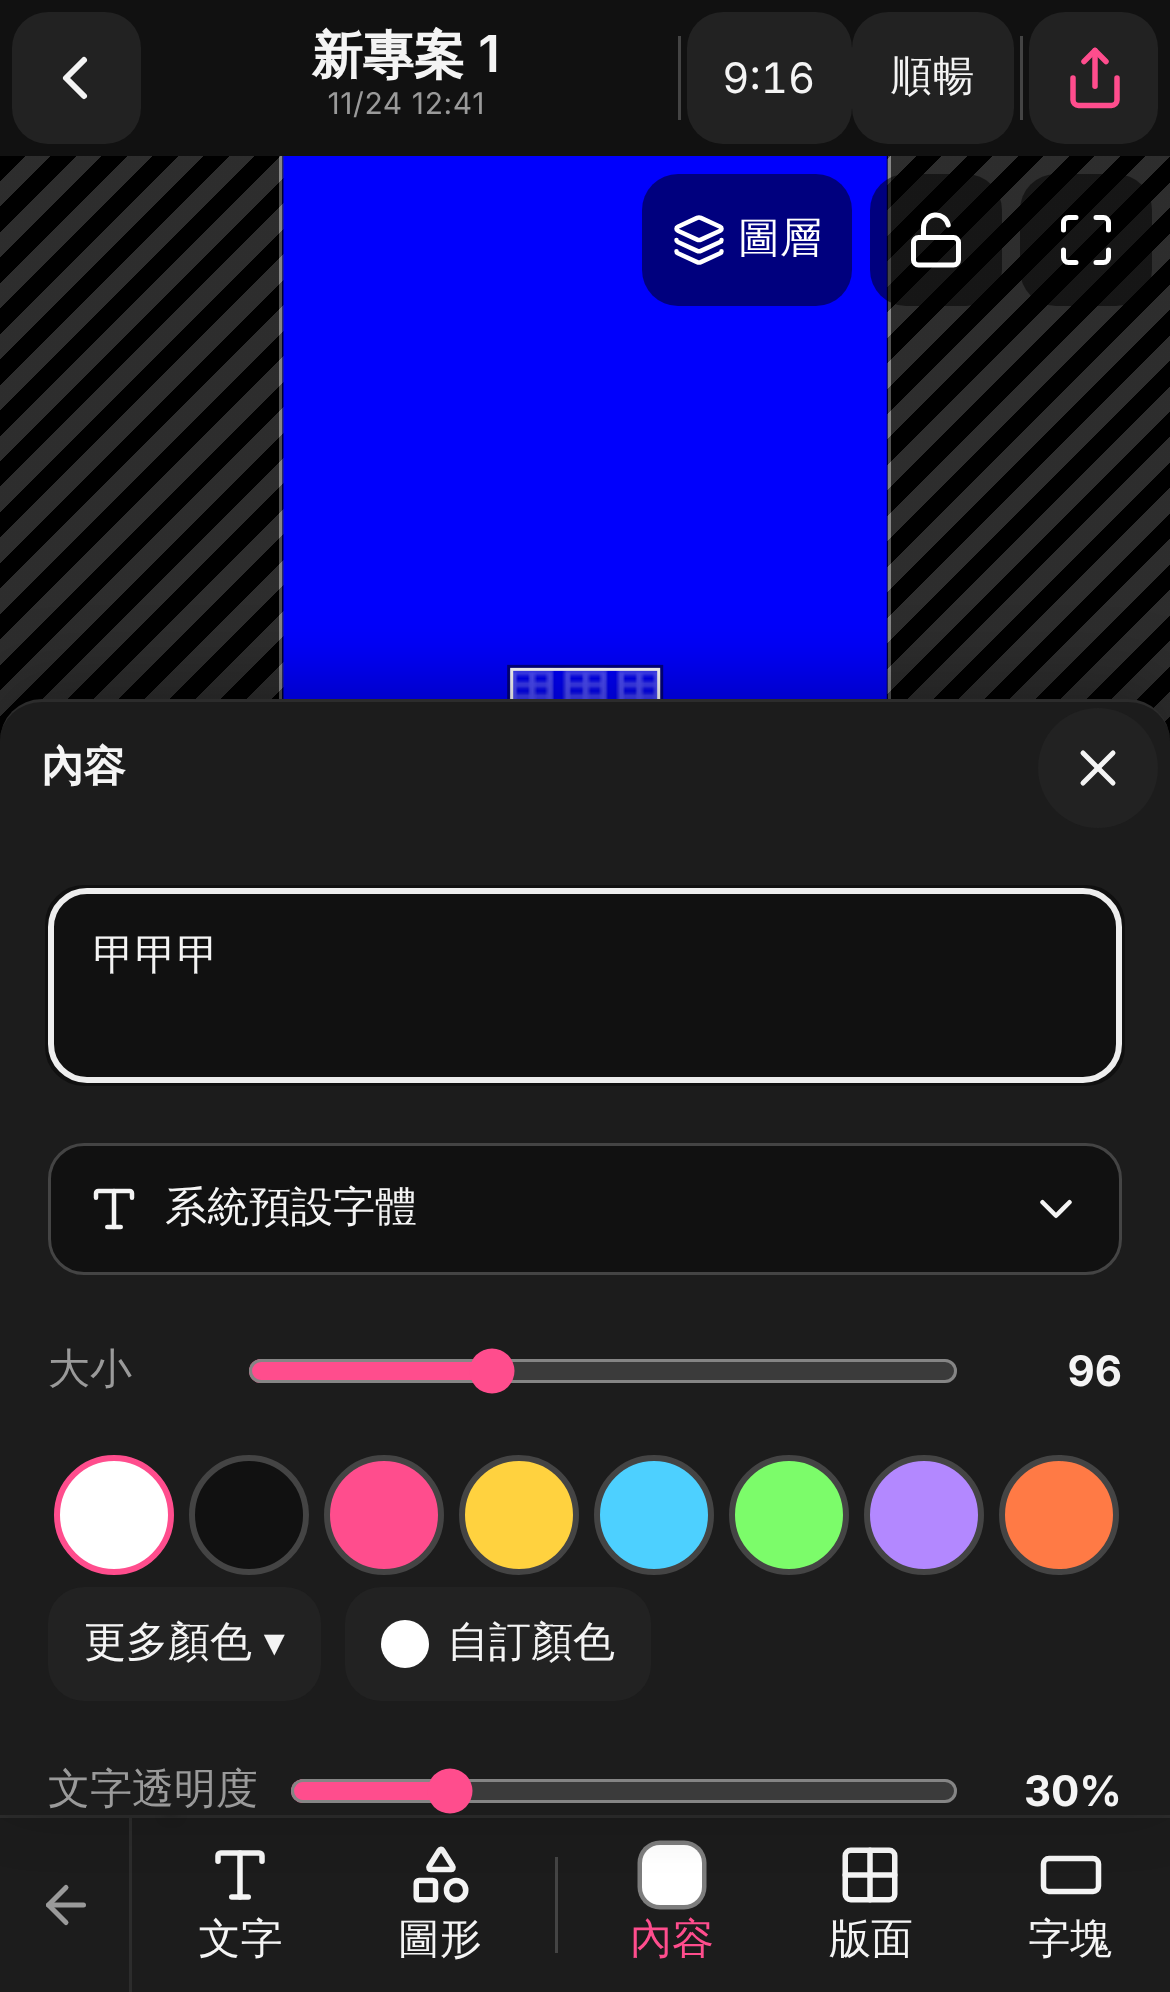 新專案 1
11/24 12:41
9:16
順暢
圖層
內容
甲甲甲
系統預設字體
大小
96
更多顏色 ▾
自訂顏色
文字透明度
30%
文字
圖形
內容
版面
字塊